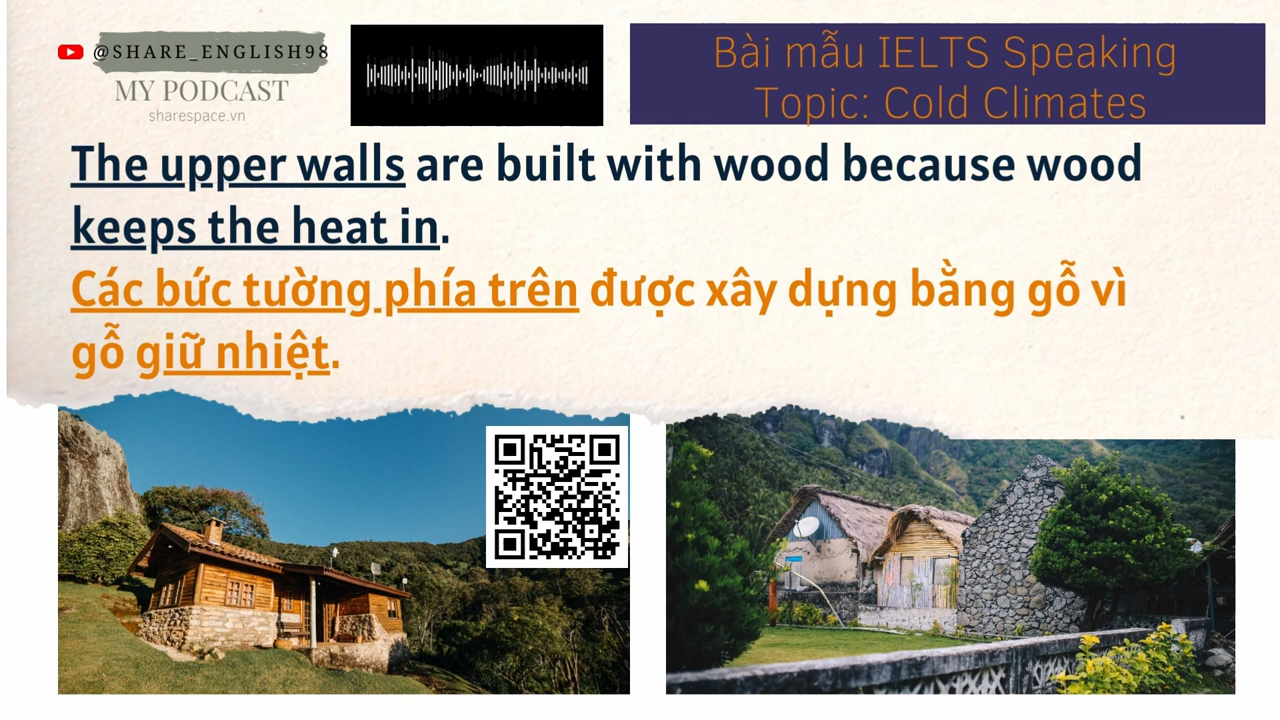 @SHARE_ENGLISH98
MY PODCAST
sharespace.vn
Bài mẫu IELTS Speaking
Topic: Cold Climates
The upper walls are built with wood because wood
keeps the heat in.
Các bức tường phía trên được xây dựng bằng gỗ vì
gỗ giữ nhiệt.